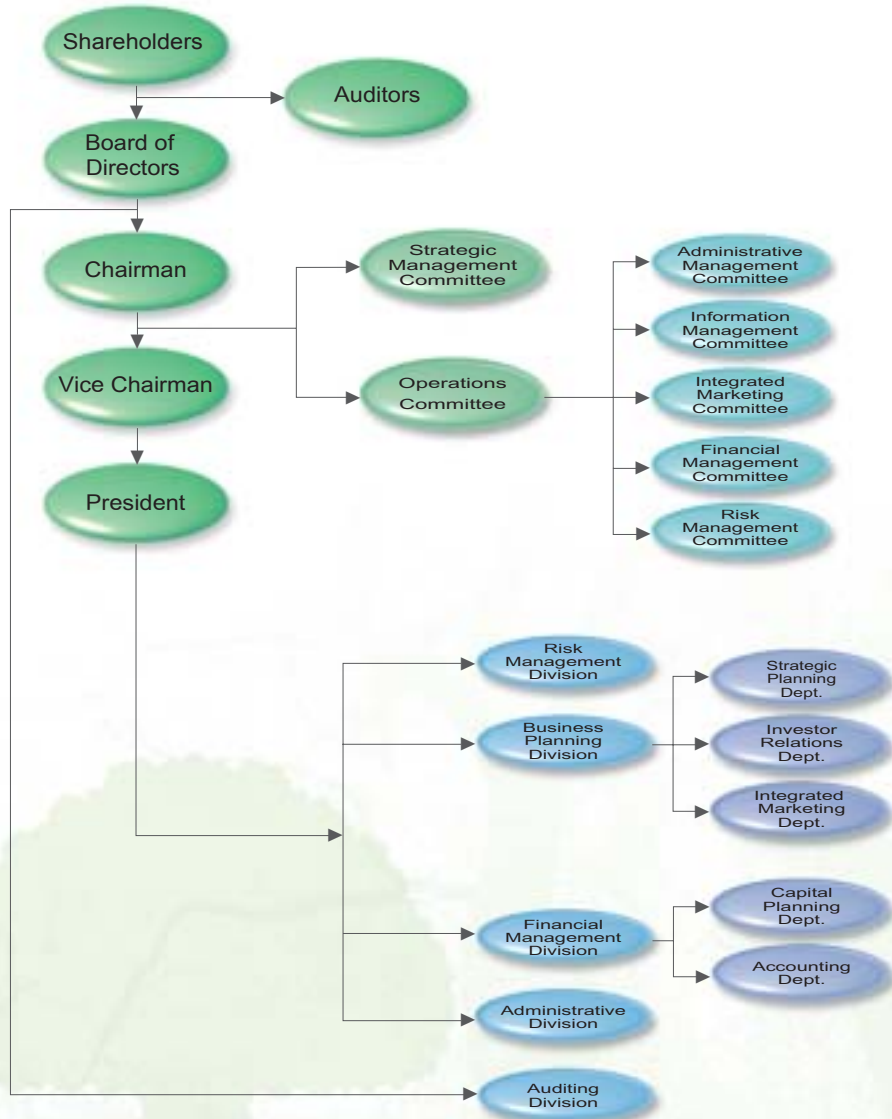 Shareholders
Auditors
Board of
Directors
Chairman
Strategic
Management
Committee
Administrative
Management
Committee
Information
Management
Committee
Vice Chairman
Operations
Committee
Integrated
Marketing
Committee
Financial
Management
Committee
President
Risk
Management
Committee
Risk
Management
Division
Strategic
Planning
Dept.
Business
Planning
Division
Investor
Relations
Dept.
Integrated
Marketing
Dept.
Financial
Management
Division
Capital
Planning
Dept.
Accounting
Dept.
Administrative
Division
Auditing
Division